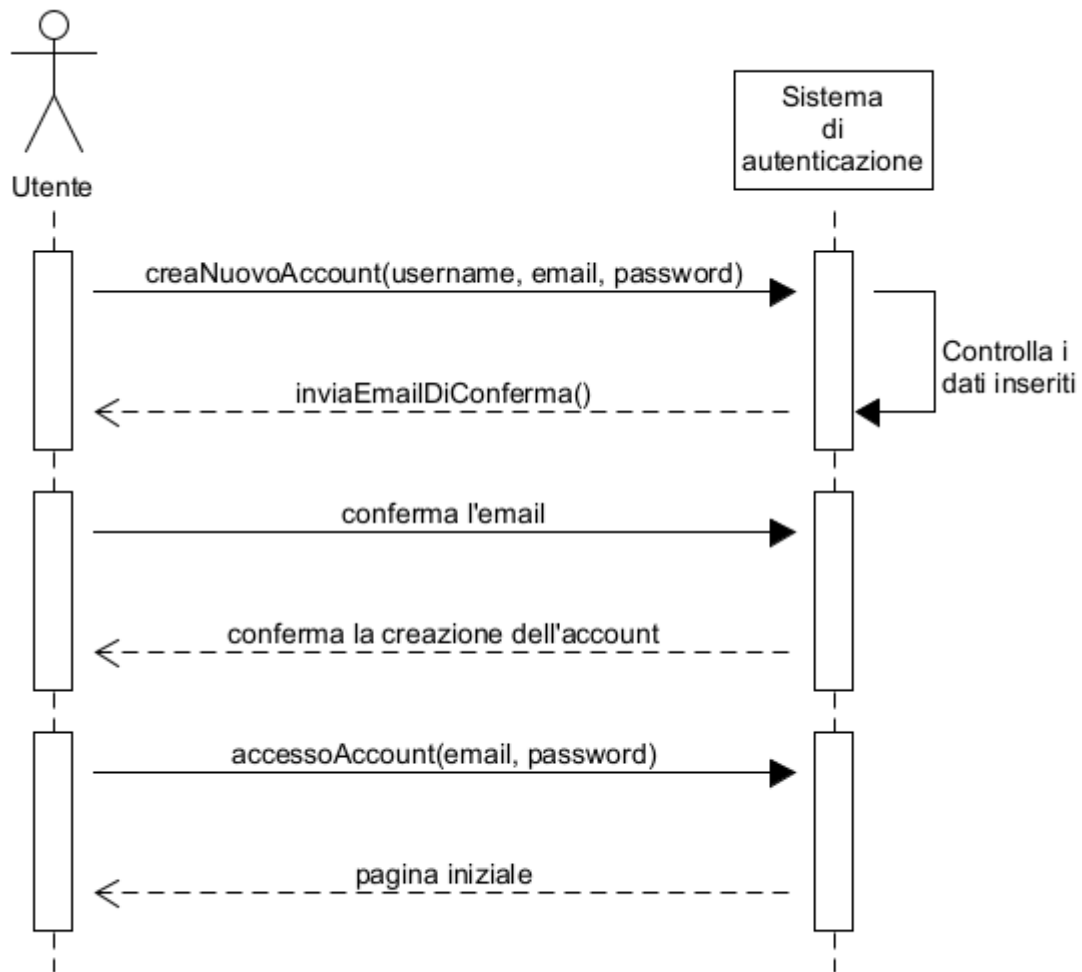 Sistema
di
autenticazione
Utente
creaNuovoAccount(username, email, password)
Controlla i
dati inseriti
inviaEmailDiConferma()
conferma l'email
conferma la creazione dell'account
accessoAccount(email, password)
pagina iniziale